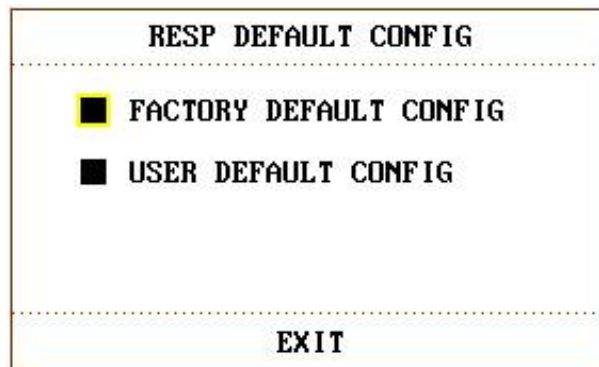 RESP DEFAULT CONFIG
FACTORY DEFAULT CONFIG
USER DEFAULT CONFIG
EXIT